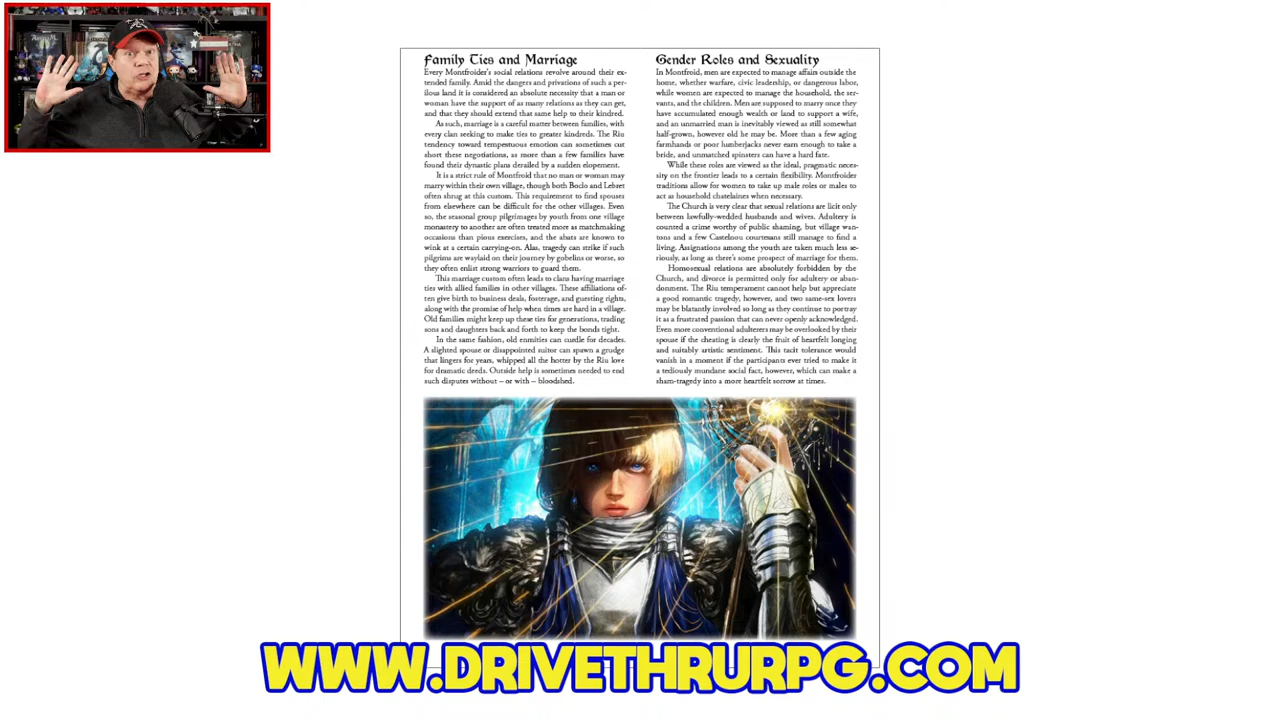 Family Ties and Marriage
Every Montfroider's social relations revolve around their ex-
tended family. Amid the dangers and privations of such a per-
ilous land it is considered an absolute necessity that a man or
woman have the support of as many relations as they can get,
and that they should extend that same help to their kindred.
As such, marriage is a careful matter between families, with
every clan seeking to make ties to greater kindreds. The Riu
tendency toward tempestuous emotion can sometimes cut
short these negotiations, as more than a few families have
found their dynastic plans derailed by a sudden elopement.
It is a strict rule of Montfroid that no man or woman may
marry within their own village, though both Boclo and Lebret
often shrug at this custom. This requirement to find spouses
from elsewhere can be difficult for the other villages. Even
so, the seasonal group pilgrimages by youth from one village
monastery to another are often treated more as matchmaking
occasions than pious exercises, and the abats are known to
wink at a certain carrying-on. Alas, tragedy can strike if such
pilgrims are waylaid on their journey by gobelins or worse, so
they often enlist strong warriors to guard them.
This marriage custom often leads to clans having marriage
ties with allied families in other villages. These affiliations of-
ten give birth to business deals, fosterage, and guesting rights,
along with the promise of help when times are hard in a village.
Old families might keep up these ties for generations, trading
sons and daughters back and forth to keep the bonds tight.
In the same fashion, old enmities can curdle for decades.
A slighted spouse or disappointed suitor can spawn a grudge
that lingers for years, whipped all the hotter by the Riu love
for dramatic deeds. Outside help is sometimes needed to end
such disputes without – or with – bloodshed.
Gender Roles and Sexuality
In Montfroid, men are expected to manage affairs outside the
home, whether warfare, civic leadership, or dangerous labor,
while women are expected to manage the household, the ser-
vants, and the children. Men are supposed to marry once they
have accumulated enough wealth or land to support a wife,
and an unmarried man is inevitably viewed as still somewhat
half-grown, however old he may be. More than a few aging
farmhands or poor lumberjacks never earn enough to take a
bride, and unmatched spinsters can have a hard fate.
While these roles are viewed as the ideal, pragmatic neces-
sity on the frontier leads to a certain flexibility. Montfroider
traditions allow for women to take up male roles or males to
act as household chatelaines when necessary.
The Church is very clear that sexual relations are licit only
between lawfully-wedded husbands and wives. Adultery is
counted a crime worthy of public shaming, but village wan-
tons and a few Castelnou courtesans still manage to find a
living. Assignations among the youth are taken much less se-
riously, as long as there's some prospect of marriage for them.
Homosexual relations are absolutely forbidden by the
Church, and divorce is permitted only for adultery or aban-
donment. The Riu temperament cannot help but appreciate
a good romantic tragedy, however, and two same-sex lovers
may be blatantly involved so long as they continue to portray
it as a frustrated passion that can never openly acknowledged.
Even more conventional adulterers may be overlooked by their
spouse if the cheating is clearly the fruit of heartfelt longing
and suitably artistic sentiment. This tacit tolerance would
vanish in a moment if the participants ever tried to make it
a tediously mundane social fact, however, which can make a
sham-tragedy into a more heartfelt sorrow at times.
WWW.DRIVETHRURPG.COM